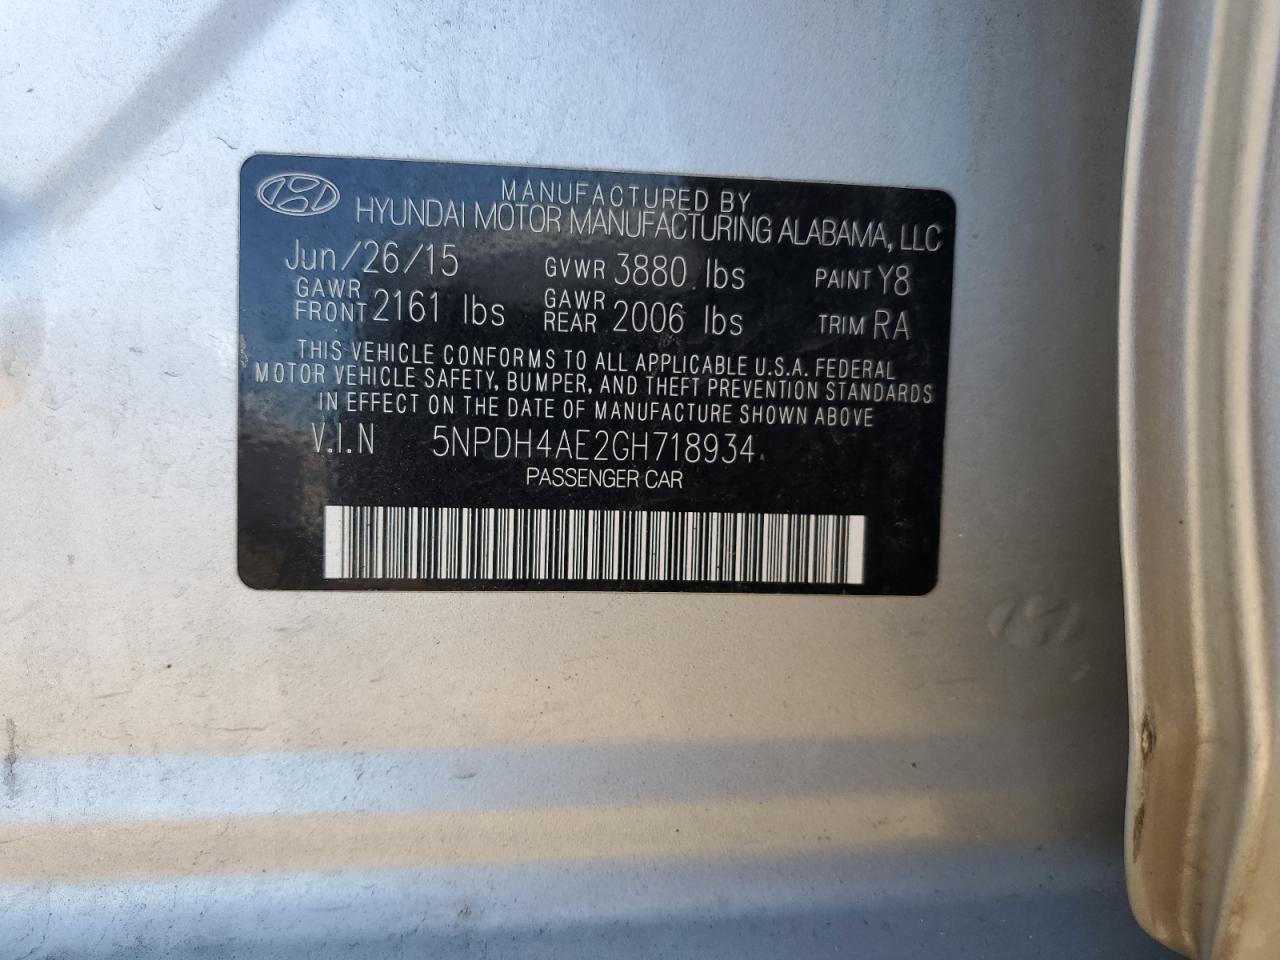 MANUFACTURED BY
HYUNDAI MOTOR MANUFACTURING ALABAMA, LLC
Jun/26/15 GVWR 3880 lbs PAINT Y8
GAWR FRONT 2161 lbs GAWR REAR 2006 lbs TRIM RA
THIS VEHICLE CONFORMS TO ALL APPLICABLE U.S.A. FEDERAL
MOTOR VEHICLE SAFETY, BUMPER, AND THEFT PREVENTION STANDARDS
IN EFFECT ON THE DATE OF MANUFACTURE SHOWN ABOVE
V.I.N 5NPDH4AE2GH718934
PASSENGER CAR